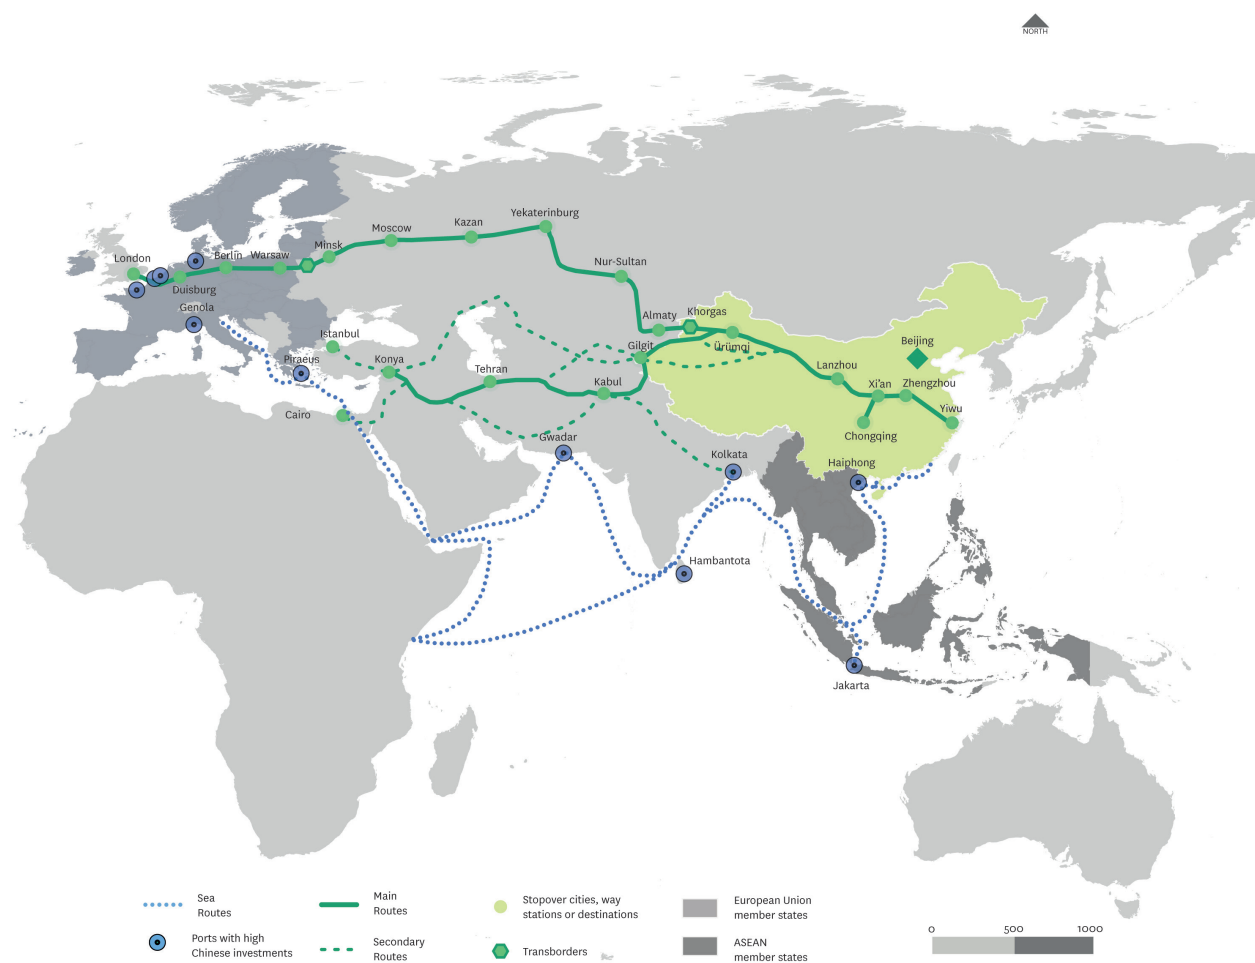 NORTH
Yekaterinburg
Kazan
Moscow
Minsk
London
Berlin
Warsaw
Nur-Sultan
Duisburg
Genola
Almaty
Khorgas
Istanbul
Gilgit
Ürümqi
Beijing
Piraeus
Konya
Tehran
Kabul
Lanzhou
Xi'an
Zhengzhou
Yiwu
Cairo
Chongqing
Gwadar
Kolkata
Haiphong
Hambantota
Jakarta
Sea
Routes
Main
Routes
Stopover cities, way
stations or destinations
European Union
member states
Ports with high
Chinese investments
Secondary
Routes
Transborders
ASEAN
member states
0 500 1000